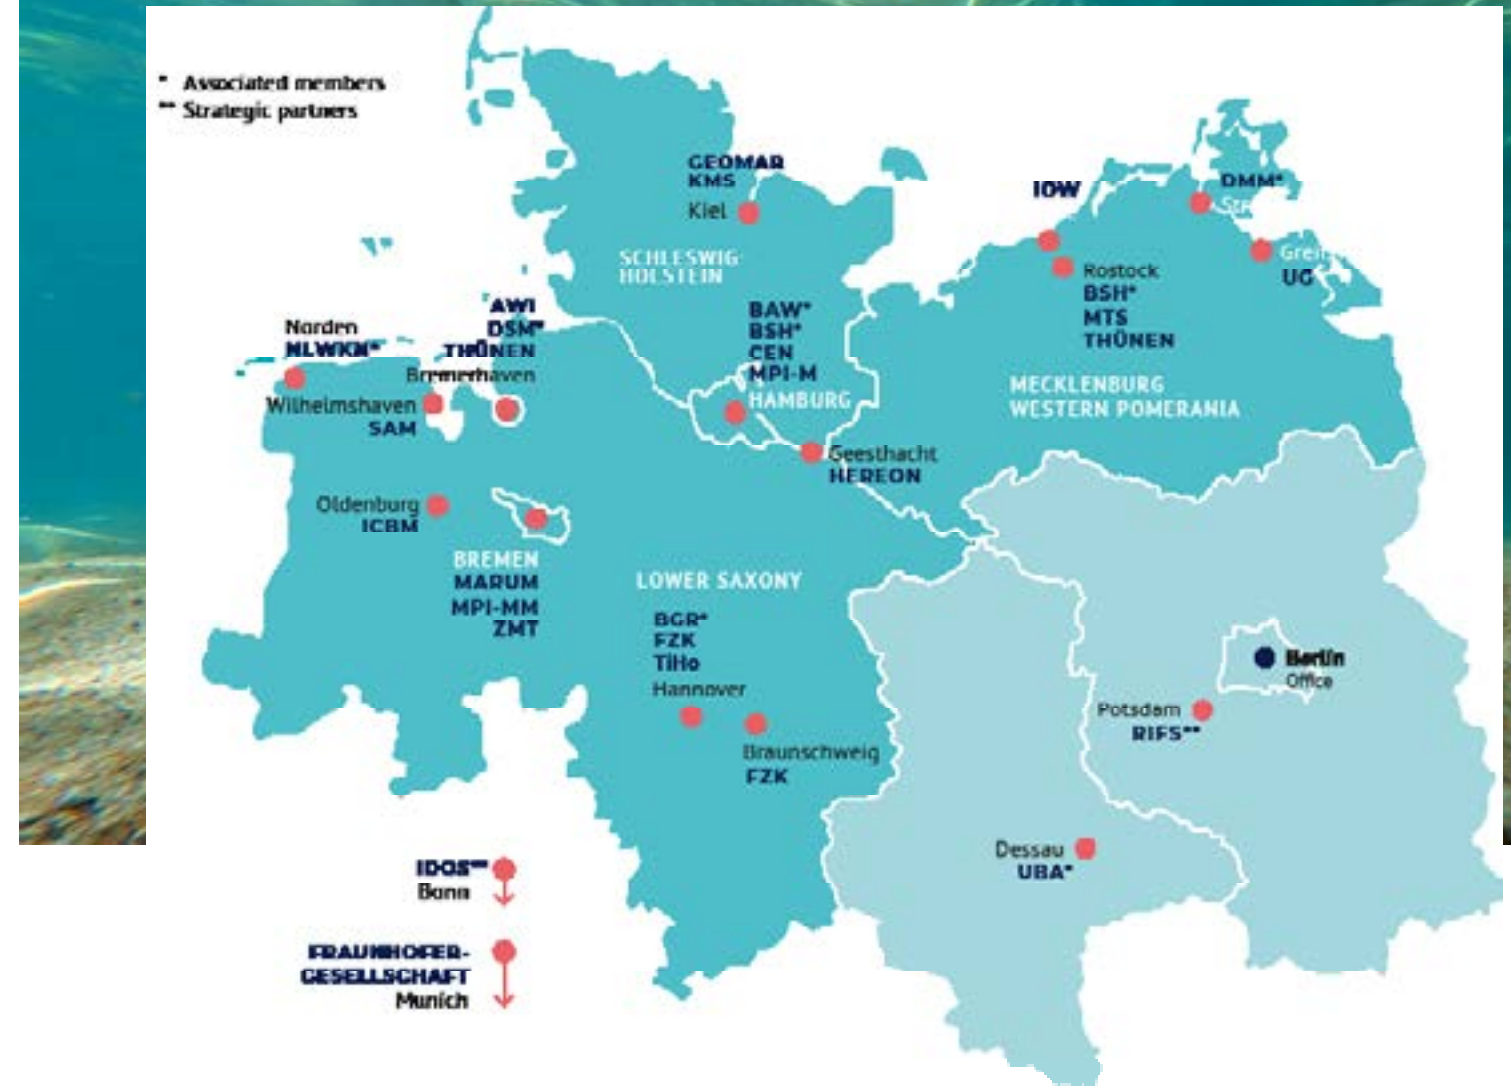 * Associated members
** Strategic partners
GEOMAR
KMS
Kiel
SCHLESWIG-
HOLSTEIN
IOW
DMM*
UG
Rostock
BSH*
MTS
THÜNEN
MECKLENBURG
WESTERN POMERANIA
Norden
NLWKN*
AWI
DSM*
THÜNEN
Bremerhaven
Wilhelmshaven
SAM
BAW*
BSH*
CEN
MPI-M
HAMBURG
Geesthacht
HEREON
Oldenburg
ICBM
BREMEN
MARUM
MPI-MM
ZMT
LOWER SAXONY
BGR*
FZK
TiHo
Hannover
Braunschweig
FZK
Berlin
Office
Potsdam
RIFS**
Dessau
UBA*
IDOS**
Bonn
FRAUNHOFER-
GESELLSCHAFT
Munich